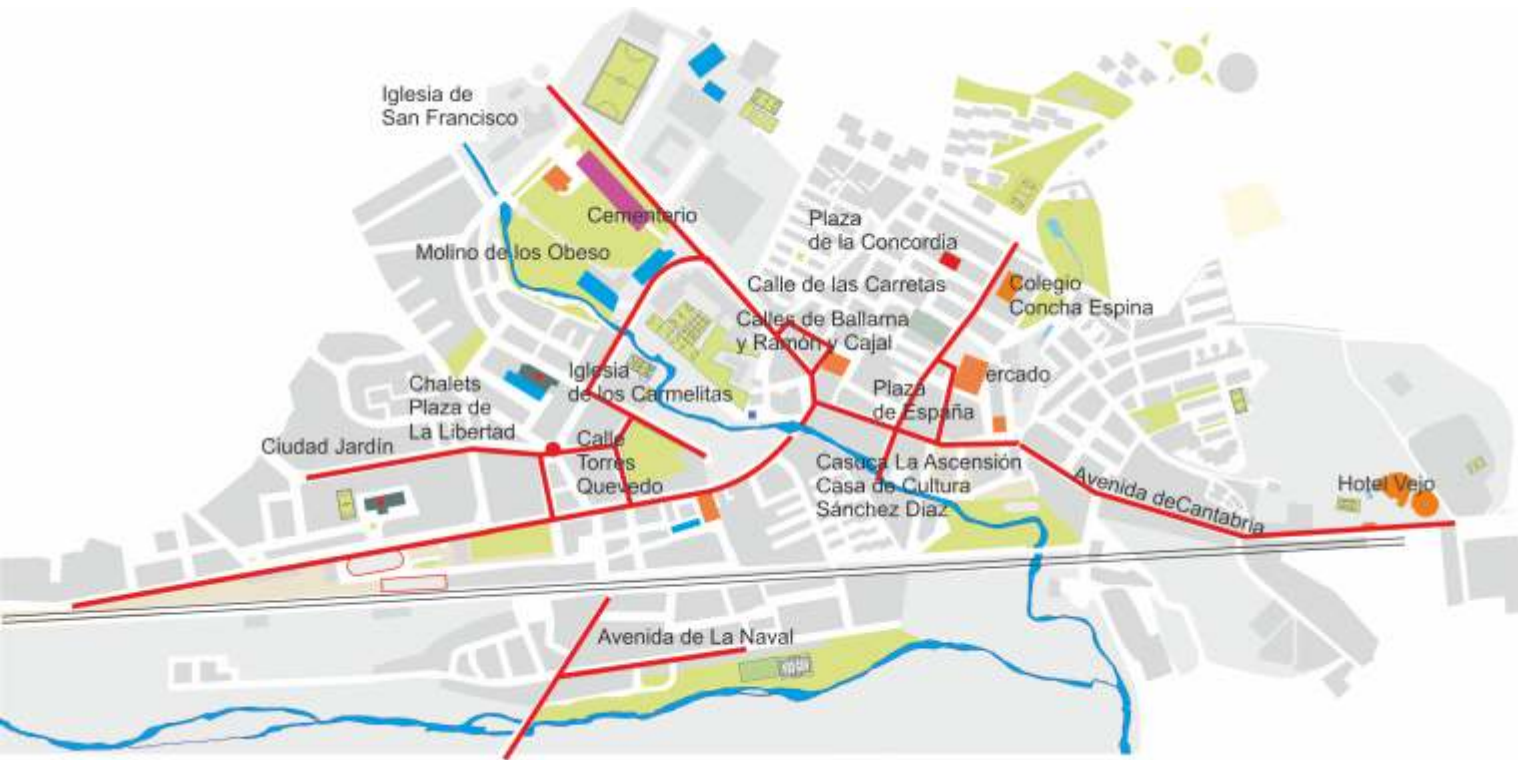 Iglesia de
San Francisco
Cementerio
Plaza
de la Concordia
Molino de los Obeso
Calle de las Carretas
Colegio
Concha Espina
Calles de Ballarna
y Ramón y Cajal
Iglesia
de los Carmelitas
Chalets
Plaza de
La Libertad
Plaza
de España
ercado
Ciudad Jardín
Calle
Torres
Quevedo
Casuca La Ascensión
Casa de Cultura
Sánchez Díaz
Avenida deCantabria
Hotel Vejo
Avenida de La Naval